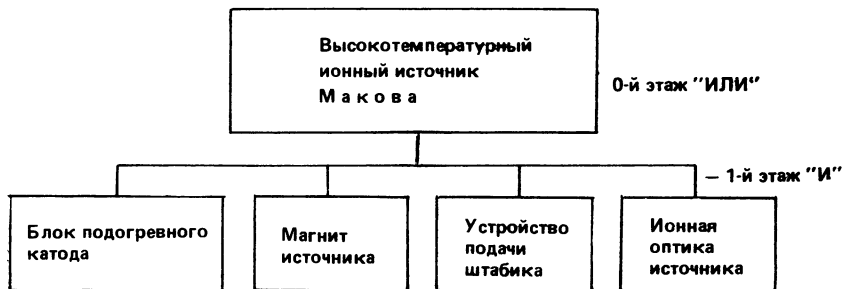 Высокотемпературный
ионный источник
Макова
0-й этаж "ИЛИ"
— 1-й этаж "И"
Блок подогревного
катода
Магнит
источника
Устройство
подачи
штабика
Ионная
оптика
источника